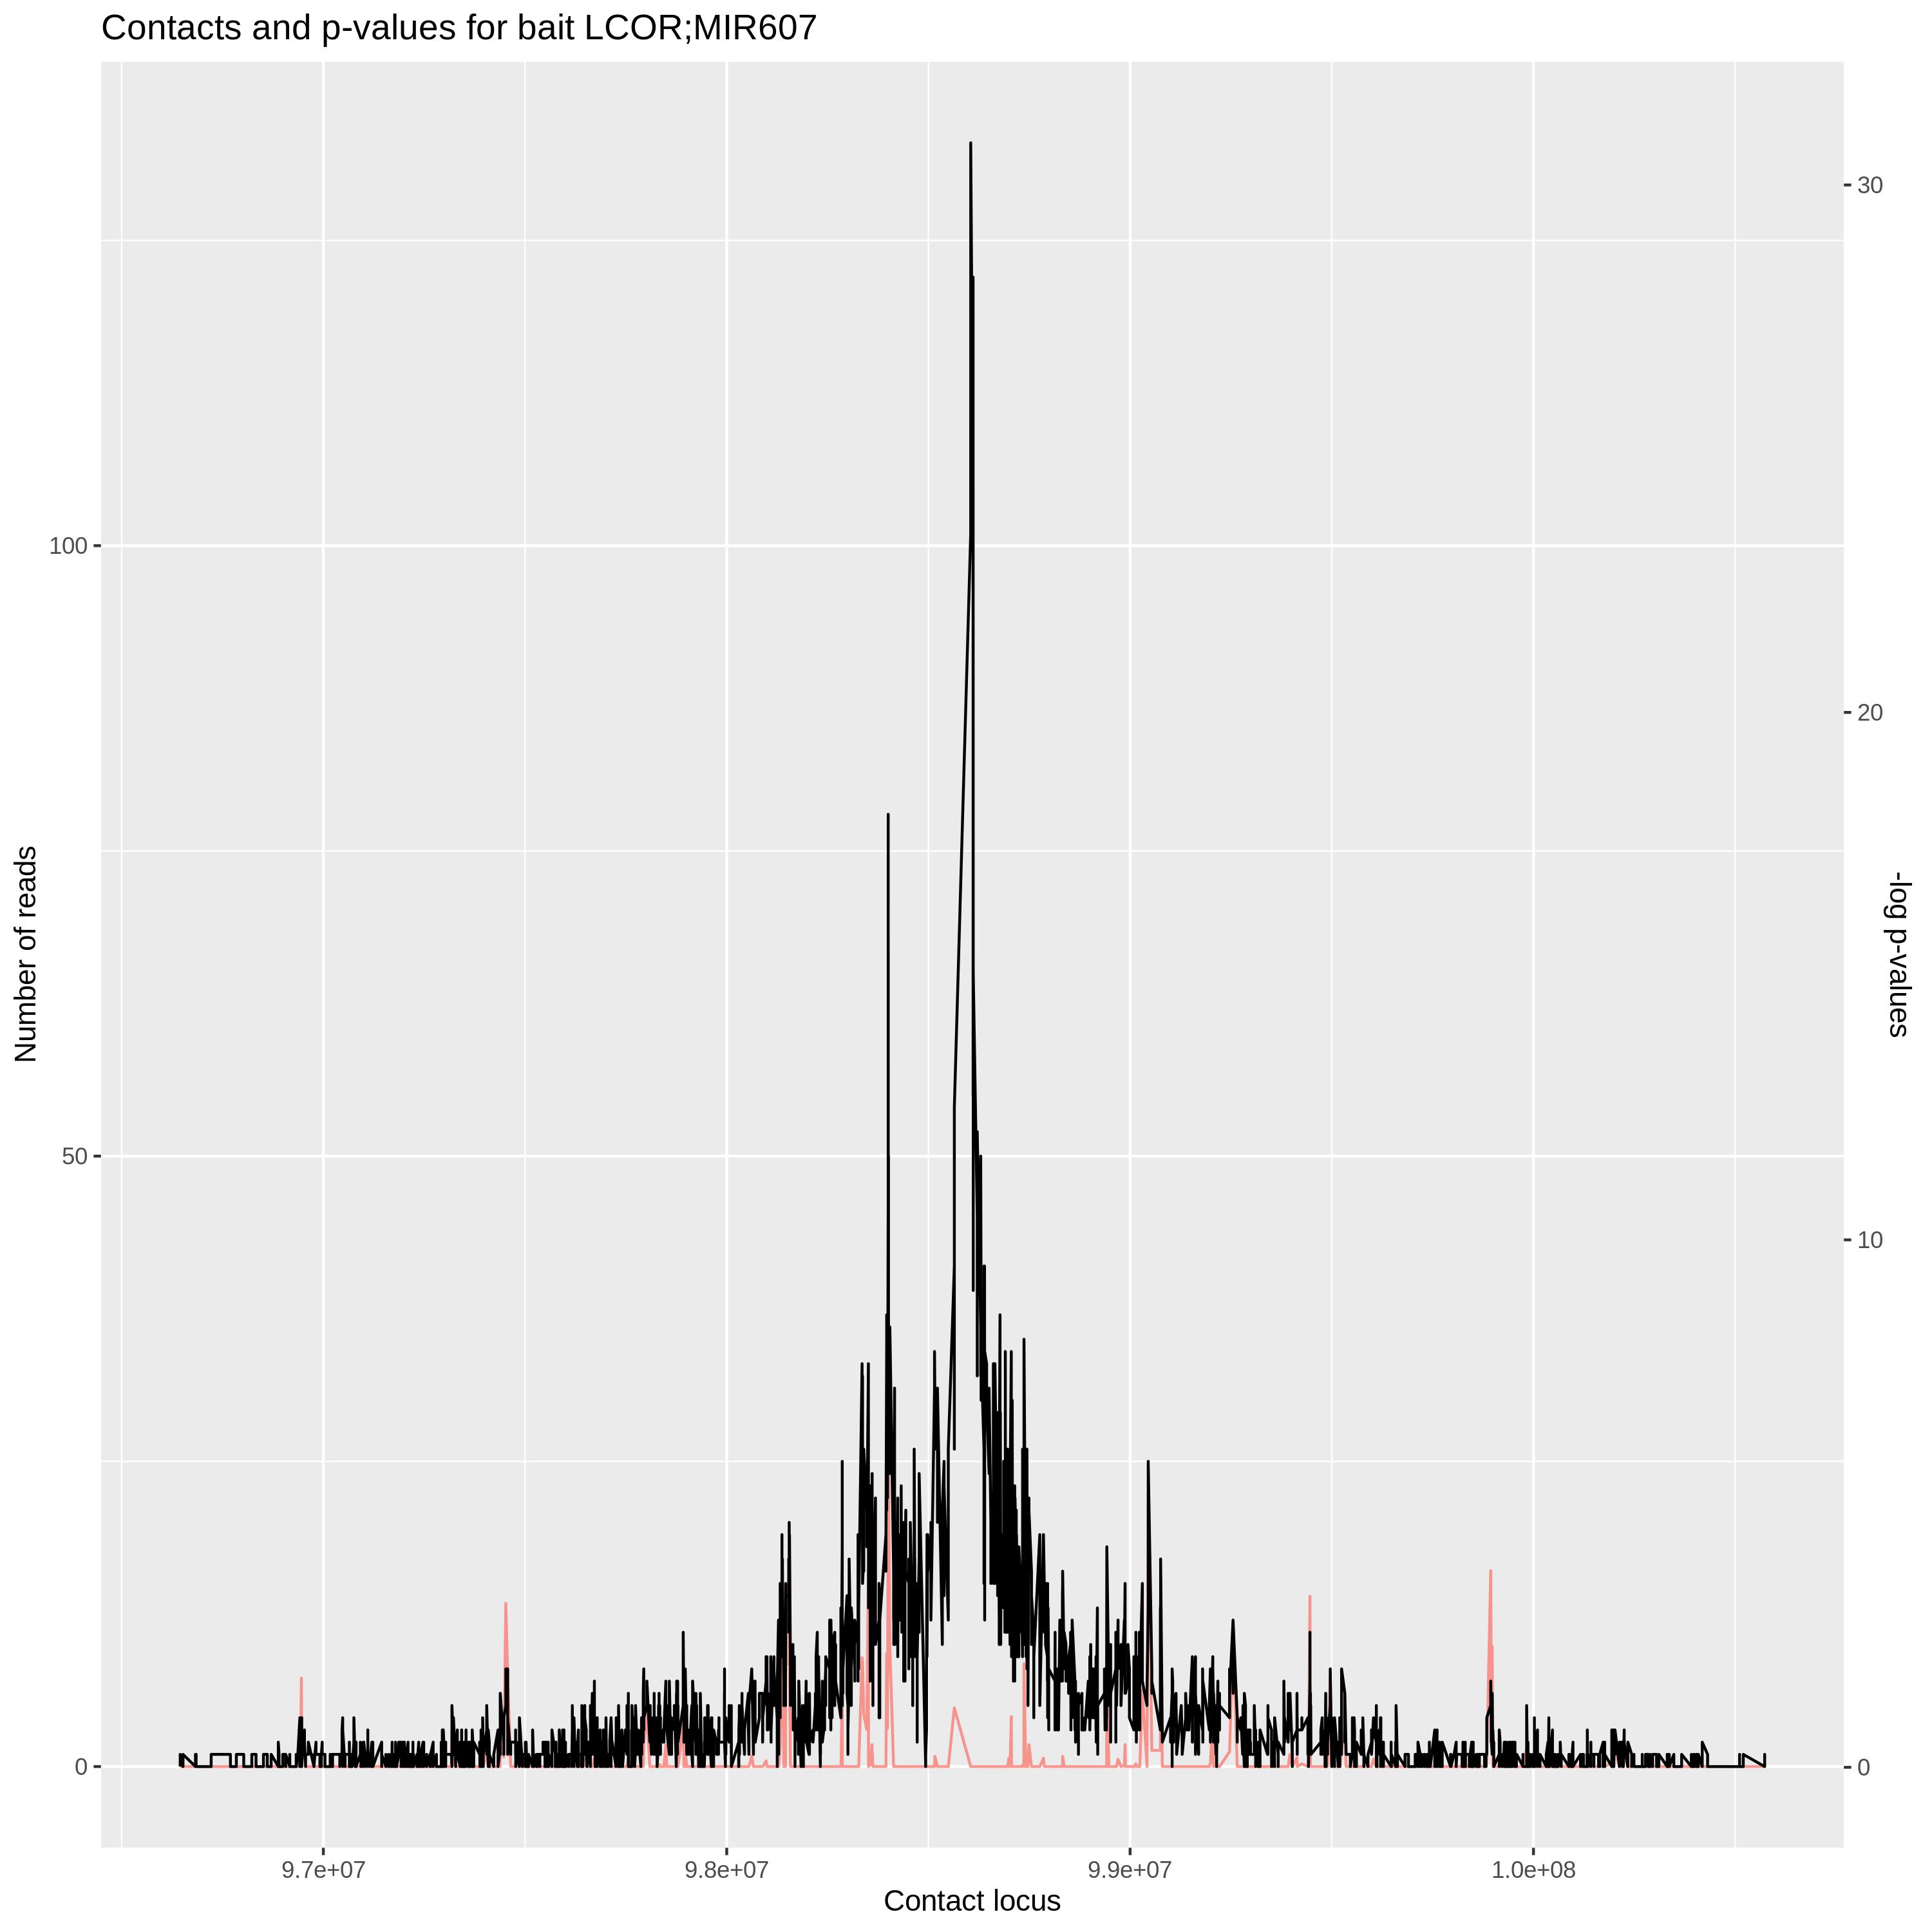 Contacts and p-values for bait LCOR;MIR607
30
100
20
Number of reads
-log p-values
50
10
0
0
9.7e+07
9.8e+07
9.9e+07
1.0e+08
Contact locus